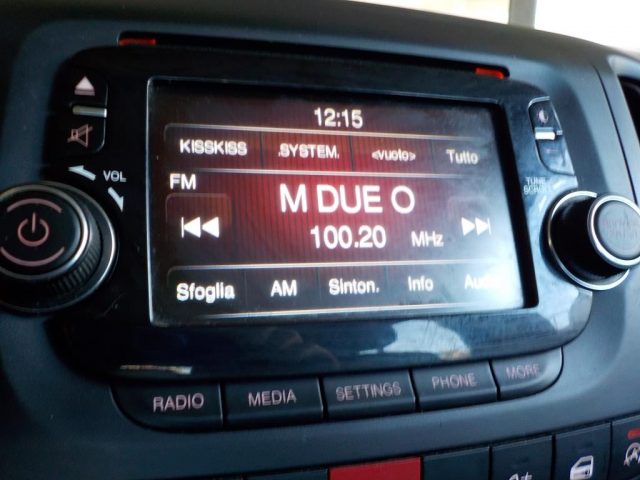 12:15
KISSKISS .SYSTEM. <vuoto> Tutto
VOL
FM
TUNE
M DUE O
100.20 MHz
Sfoglia AM Sinton. Info Audio
RADIO MEDIA SETTINGS PHONE MORE